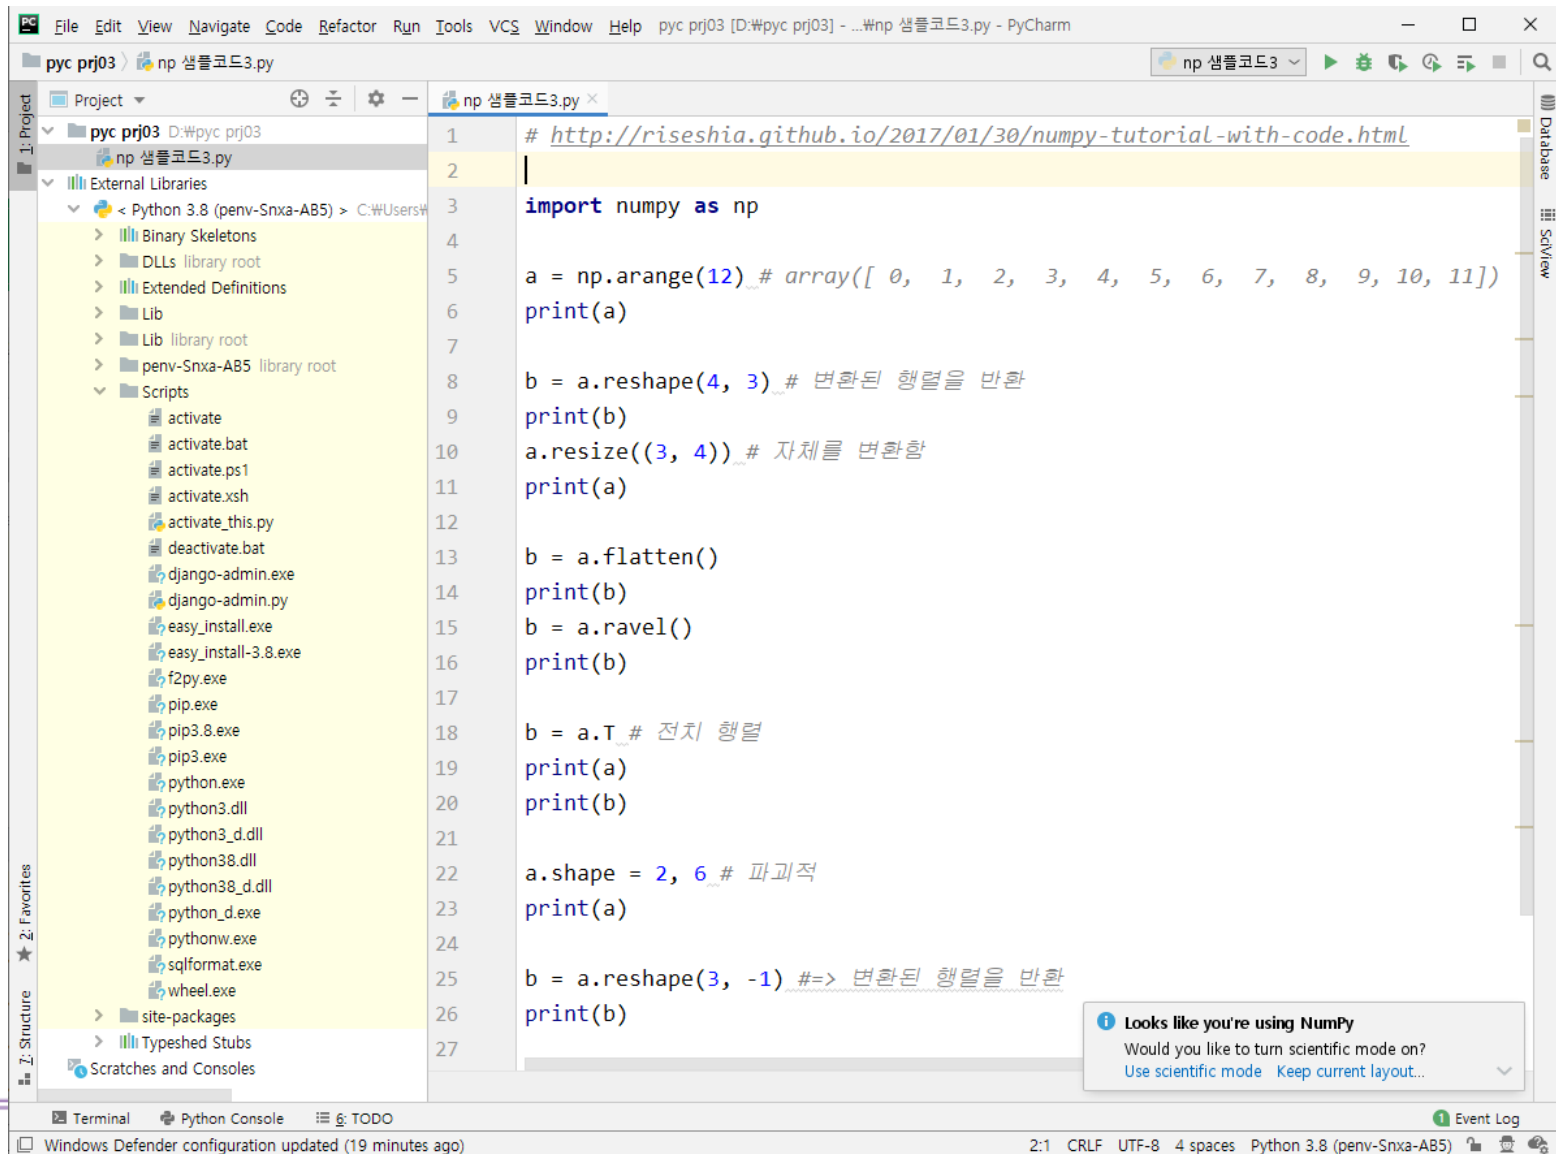 File Edit View Navigate Code Refactor Run Tools VCS Window Help pyc prj03 [D:₩pyc prj03] - ...₩np 샘플코드3.py - PyCharm
pyc prj03 np 샘플코드3.py
np 샘플코드3
1: Project
Project
pyc prj03 D:₩pyc prj03
np 샘플코드3.py
External Libraries
< Python 3.8 (penv-Snxa-AB5) > C:₩Users₩
Binary Skeletons
DLLs library root
Extended Definitions
Lib
Lib library root
penv-Snxa-AB5 library root
Scripts
activate
activate.bat
activate.ps1
activate.xsh
activate_this.py
deactivate.bat
django-admin.exe
django-admin.py
easy_install.exe
easy_install-3.8.exe
f2py.exe
pip.exe
pip3.8.exe
pip3.exe
python.exe
python3.dll
python3_d.dll
python38.dll
python38_d.dll
python_d.exe
pythonw.exe
sqlformat.exe
wheel.exe
site-packages
Typeshed Stubs
Scratches and Consoles
2: Favorites
7: Structure
np 샘플코드3.py
1 # http://riseshia.github.io/2017/01/30/numpy-tutorial-with-code.html
2
3 import numpy as np
4
5 a = np.arange(12) # array([ 0, 1, 2, 3, 4, 5, 6, 7, 8, 9, 10, 11])
6 print(a)
7
8 b = a.reshape(4, 3) # 변환된 행렬을 반환
9 print(b)
10 a.resize((3, 4)) # 자체를 변환함
11 print(a)
12
13 b = a.flatten()
14 print(b)
15 b = a.ravel()
16 print(b)
17
18 b = a.T # 전치 행렬
19 print(a)
20 print(b)
21
22 a.shape = 2, 6 # 파괴적
23 print(a)
24
25 b = a.reshape(3, -1) #=> 변환된 행렬을 반환
26 print(b)
27
Database
SciView
Looks like you're using NumPy
Would you like to turn scientific mode on?
Use scientific mode Keep current layout...
Terminal Python Console 6: TODO
1 Event Log
Windows Defender configuration updated (19 minutes ago)
2:1 CRLF UTF-8 4 spaces Python 3.8 (penv-Snxa-AB5)